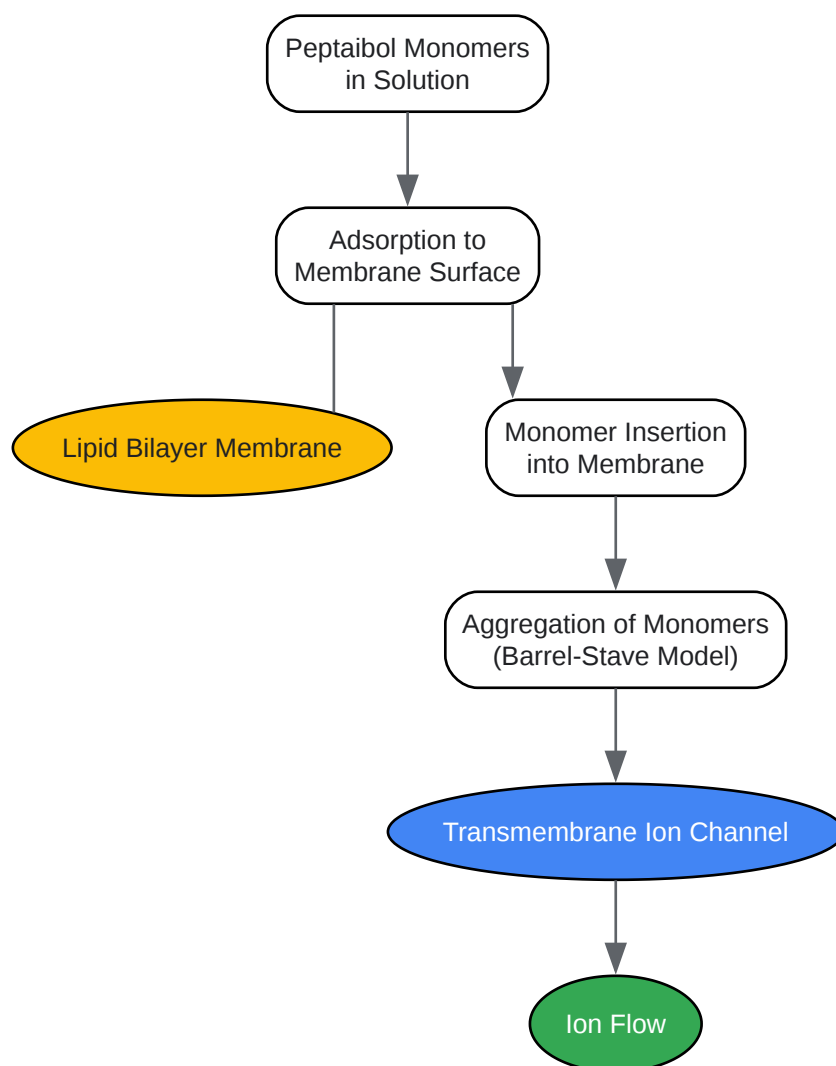 Peptaibol Monomers
in Solution
Adsorption to
Membrane Surface
Lipid Bilayer Membrane
Monomer Insertion
into Membrane
Aggregation of Monomers
(Barrel-Stave Model)
Transmembrane Ion Channel
Ion Flow